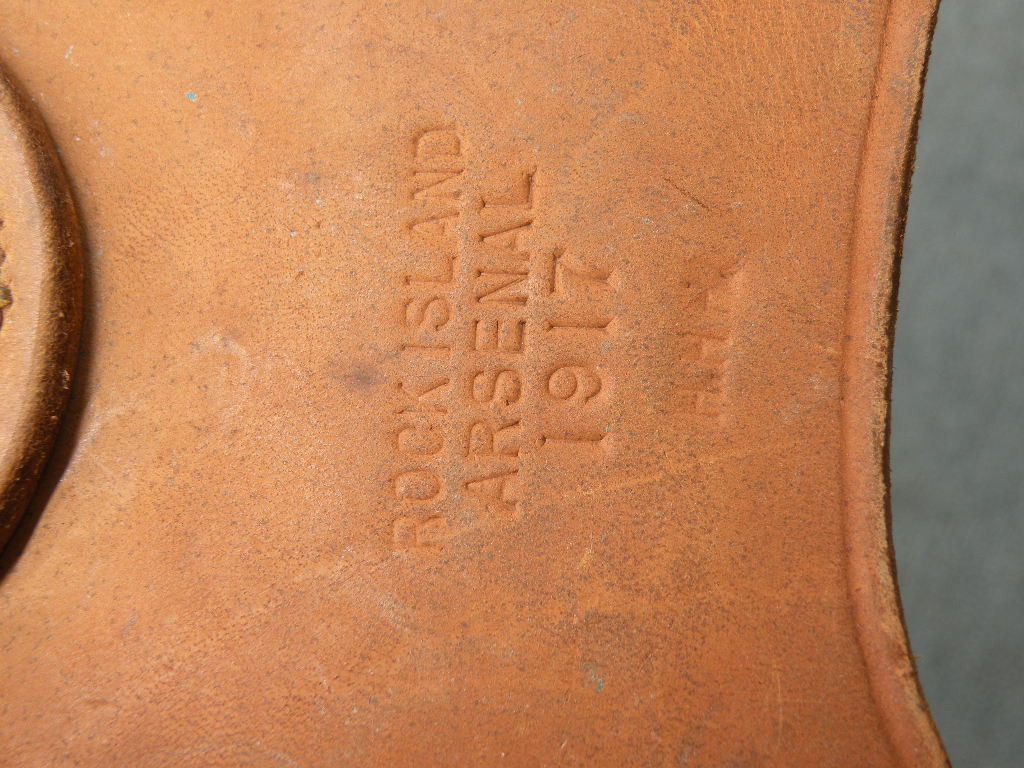 ROCK ISLAND
ARSENAL
1917